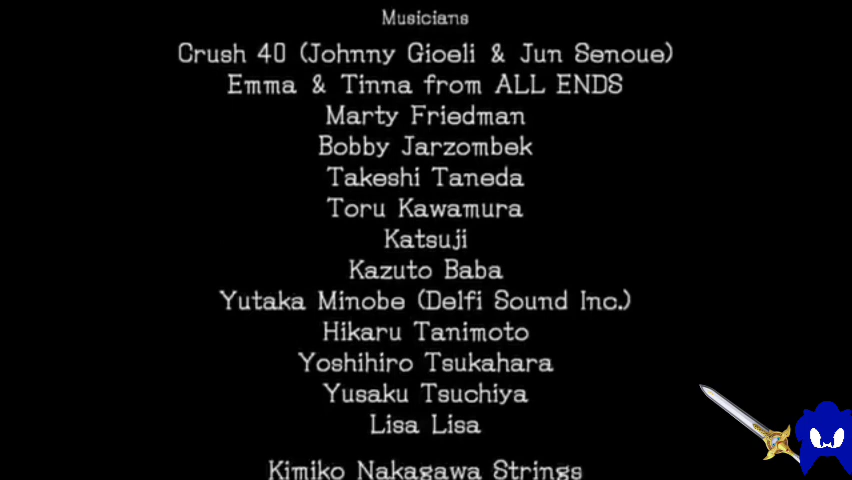 Musicians
Crush 40 (Johnny Gioeli & Jun Senoue)
Emma & Tinna from ALL ENDS
Marty Friedman
Bobby Jarzombek
Takeshi Taneda
Toru Kawamura
Katsuji
Kazuto Baba
Yutaka Minobe (Delfi Sound Inc.)
Hikaru Tanimoto
Yoshihiro Tsukahara
Yusaku Tsuchiya
Lisa Lisa
Kimiko Nakagawa Strings